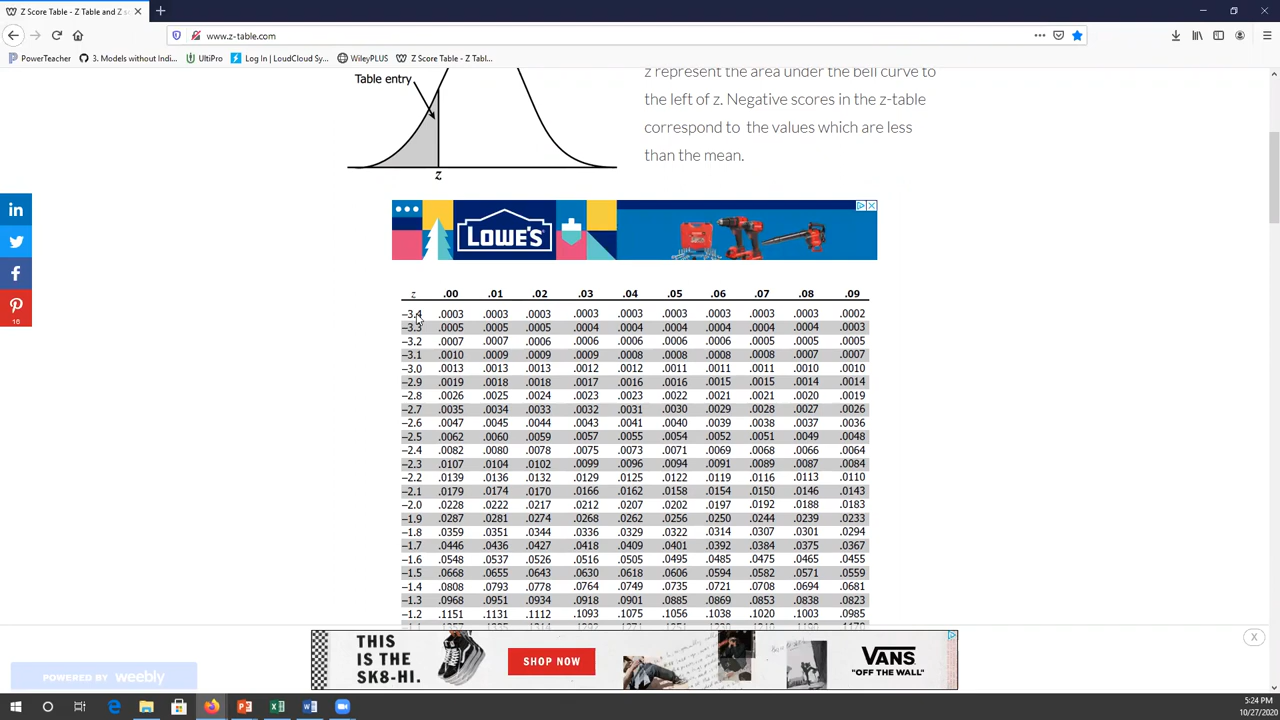 Z Score Table - Z Table and Z s
www.z-table.com
PowerTeacher
3. Models without Indi...
UltiPro
Log In | LoudCloud Sy...
WileyPLUS
Z Score Table - Z Tabl...
Table entry
z
z represent the area under the bell curve to
the left of z. Negative scores in the z-table
correspond to the values which are less
than the mean.
LOWE'S
16
z .00 .01 .02 .03 .04 .05 .06 .07 .08 .09
–3.4 .0003 .0003 .0003 .0003 .0003 .0003 .0003 .0003 .0003 .0002
–3.3 .0005 .0005 .0005 .0004 .0004 .0004 .0004 .0004 .0004 .0003
–3.2 .0007 .0007 .0006 .0006 .0006 .0006 .0006 .0005 .0005 .0005
–3.1 .0010 .0009 .0009 .0009 .0008 .0008 .0008 .0008 .0007 .0007
–3.0 .0013 .0013 .0013 .0012 .0012 .0011 .0011 .0011 .0010 .0010
–2.9 .0019 .0018 .0018 .0017 .0016 .0016 .0015 .0015 .0014 .0014
–2.8 .0026 .0025 .0024 .0023 .0023 .0022 .0021 .0021 .0020 .0019
–2.7 .0035 .0034 .0033 .0032 .0031 .0030 .0029 .0028 .0027 .0026
–2.6 .0047 .0045 .0044 .0043 .0041 .0040 .0039 .0038 .0037 .0036
–2.5 .0062 .0060 .0059 .0057 .0055 .0054 .0052 .0051 .0049 .0048
–2.4 .0082 .0080 .0078 .0075 .0073 .0071 .0069 .0068 .0066 .0064
–2.3 .0107 .0104 .0102 .0099 .0096 .0094 .0091 .0089 .0087 .0084
–2.2 .0139 .0136 .0132 .0129 .0125 .0122 .0119 .0116 .0113 .0110
–2.1 .0179 .0174 .0170 .0166 .0162 .0158 .0154 .0150 .0146 .0143
–2.0 .0228 .0222 .0217 .0212 .0207 .0202 .0197 .0192 .0188 .0183
–1.9 .0287 .0281 .0274 .0268 .0262 .0256 .0250 .0244 .0239 .0233
–1.8 .0359 .0351 .0344 .0336 .0329 .0322 .0314 .0307 .0301 .0294
–1.7 .0446 .0436 .0427 .0418 .0409 .0401 .0392 .0384 .0375 .0367
–1.6 .0548 .0537 .0526 .0516 .0505 .0495 .0485 .0475 .0465 .0455
–1.5 .0668 .0655 .0643 .0630 .0618 .0606 .0594 .0582 .0571 .0559
–1.4 .0808 .0793 .0778 .0764 .0749 .0735 .0721 .0708 .0694 .0681
–1.3 .0968 .0951 .0934 .0918 .0901 .0885 .0869 .0853 .0838 .0823
–1.2 .1151 .1131 .1112 .1093 .1075 .1056 .1038 .1020 .1003 .0985
THIS
IS THE
SK8-HI.
SHOP NOW
VANS
"OFF THE WALL"
X
POWERED BY weebly
5:24 PM
10/27/2020